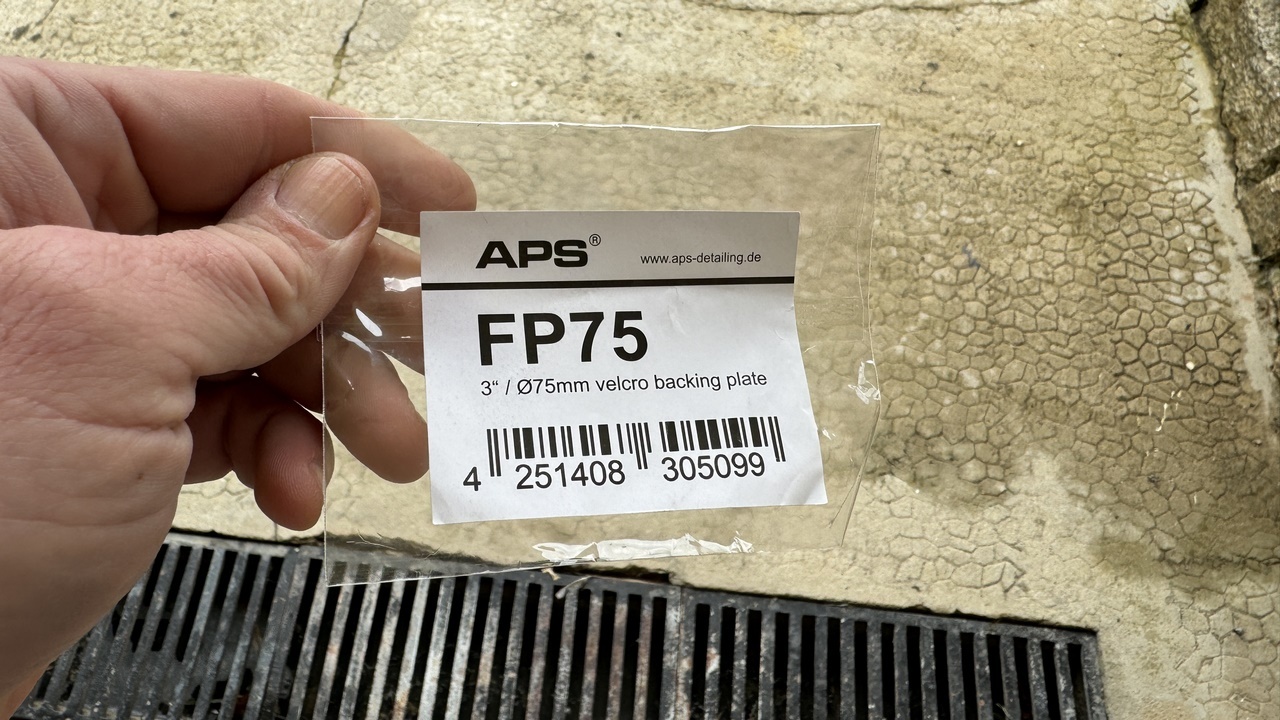 APS®
www.aps-detailing.de
FP75
3“ / Ø75mm velcro backing plate
4 251408 305099